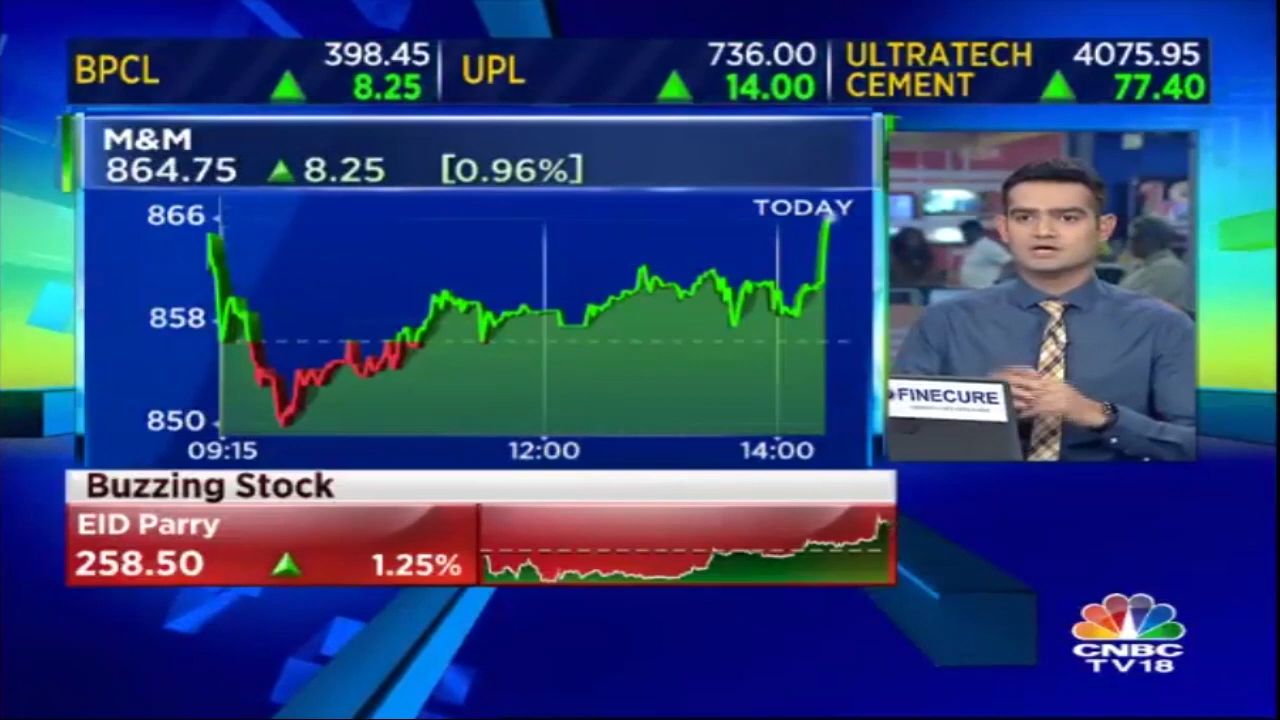 BPCL 398.45 ▲ 8.25
UPL 736.00 ▲ 14.00
ULTRATECH CEMENT 4075.95 ▲ 77.40
M&M
864.75 ▲ 8.25 [0.96%]
TODAY
866
858
850
09:15 12:00 14:00
FINECURE
Buzzing Stock
EID Parry
258.50 ▲ 1.25%
CNBC
TV18